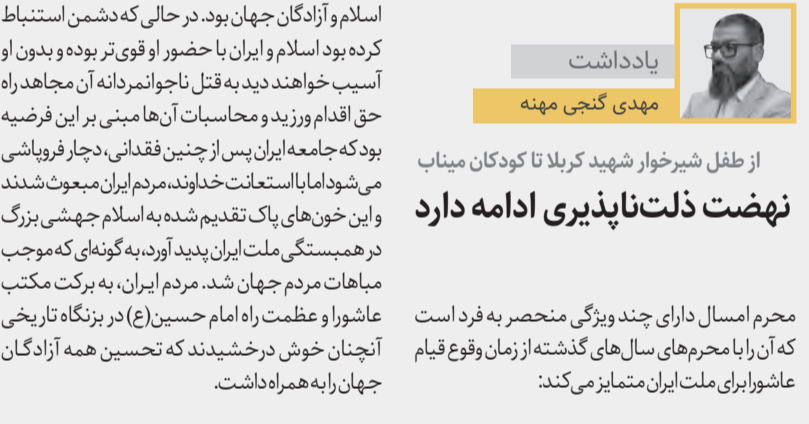 یادداشت
مهدی گنجی مهنه
از طفل شیرخوار شهید کربلا تا کودکان میناب
نهضت ذلت‌ناپذیری ادامه دارد
محرم امسال دارای چند ویژگی منحصر به فرد است
که آن را با محرم‌های سال‌های گذشته از زمان وقوع قیام
عاشورا برای ملت ایران متمایز می‌کند:
اسلام و آزادگان جهان بود. در حالی که دشمن استنباط
کرده بود اسلام و ایران با حضور او قوی‌تر بوده و بدون او
آسیب خواهند دید به قتل ناجوانمردانه آن مجاهد راه
حق اقدام ورزید و محاسبات آن‌ها مبنی بر این فرضیه
بود که جامعه ایران پس از چنین فقدانی، دچار فروپاشی
می‌شود اما با استعانت خداوند، مردم ایران مبعوث شدند
و این خون‌های پاک تقدیم شده به اسلام جهشی بزرگ
در همبستگی ملت ایران پدید آورد، به گونه‌ای که موجب
مباهات مردم جهان شد. مردم ایران، به برکت مکتب
عاشورا و عظمت راه امام حسین(ع) در بزنگاه تاریخی
آنچنان خوش درخشیدند که تحسین همه آزادگان
جهان را به همراه داشت.